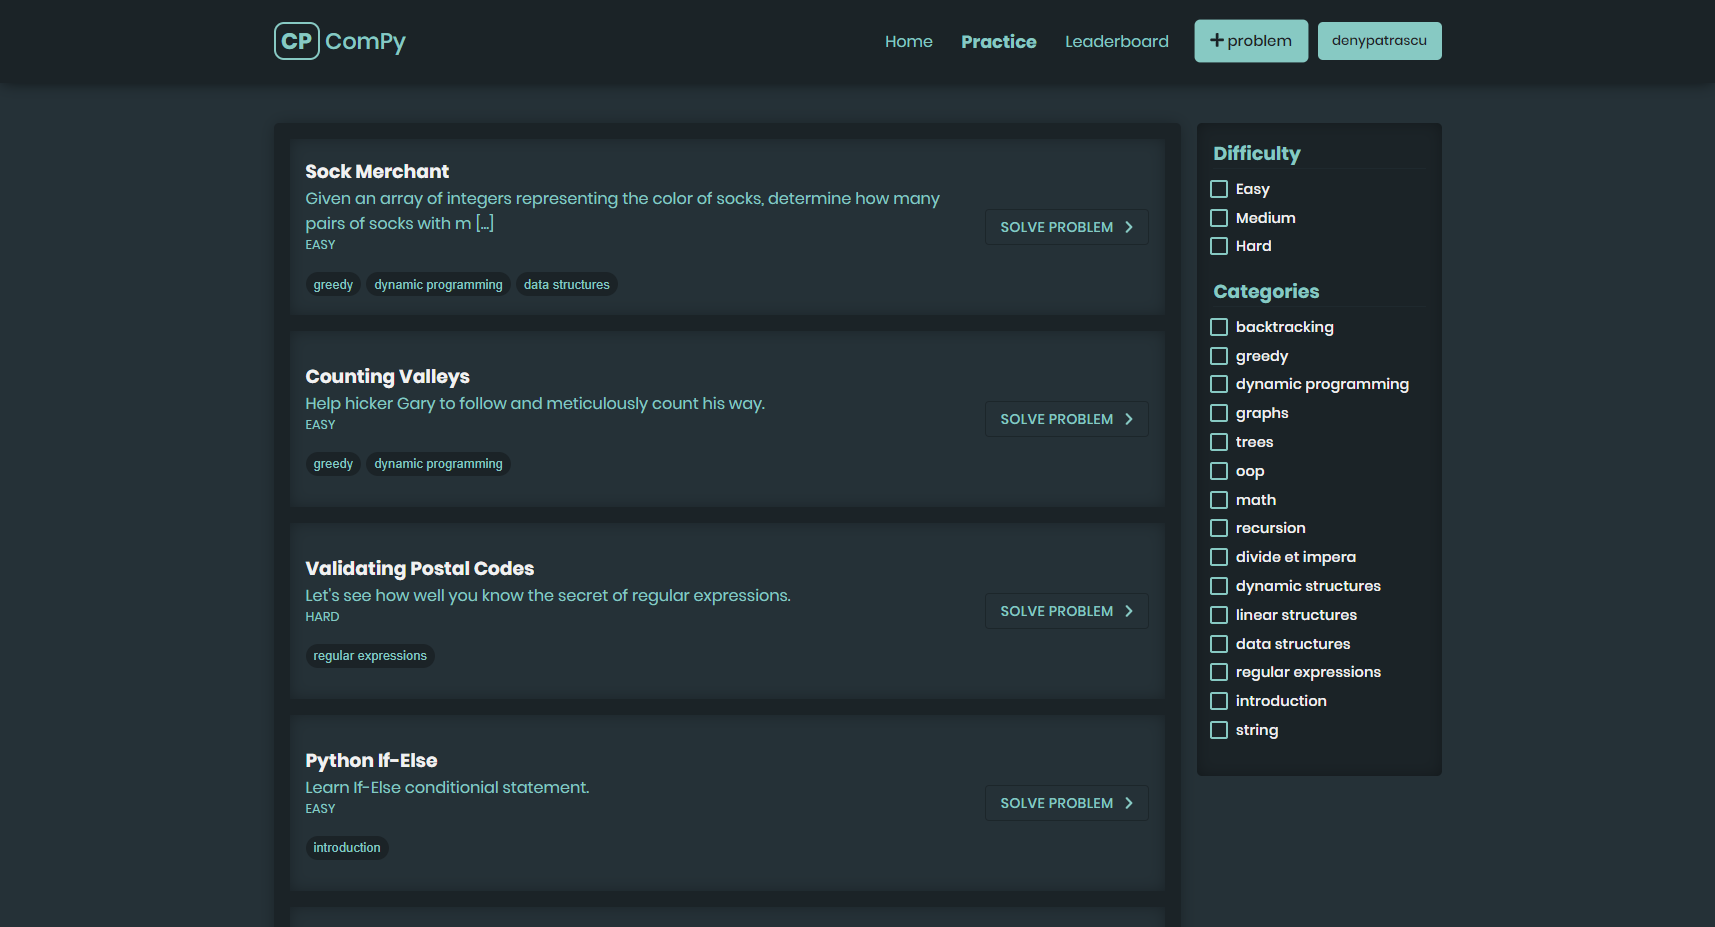 CP ComPy
Home Practice Leaderboard + problem denypatrascu
Sock Merchant
Given an array of integers representing the color of socks, determine how many
pairs of socks with m [...]
EASY
SOLVE PROBLEM
greedy dynamic programming data structures
Counting Valleys
Help hicker Gary to follow and meticulously count his way.
EASY
SOLVE PROBLEM
greedy dynamic programming
Validating Postal Codes
Let's see how well you know the secret of regular expressions.
HARD
SOLVE PROBLEM
regular expressions
Python If-Else
Learn If-Else conditionial statement.
EASY
SOLVE PROBLEM
introduction
Difficulty
Easy
Medium
Hard
Categories
backtracking
greedy
dynamic programming
graphs
trees
oop
math
recursion
divide et impera
dynamic structures
linear structures
data structures
regular expressions
introduction
string